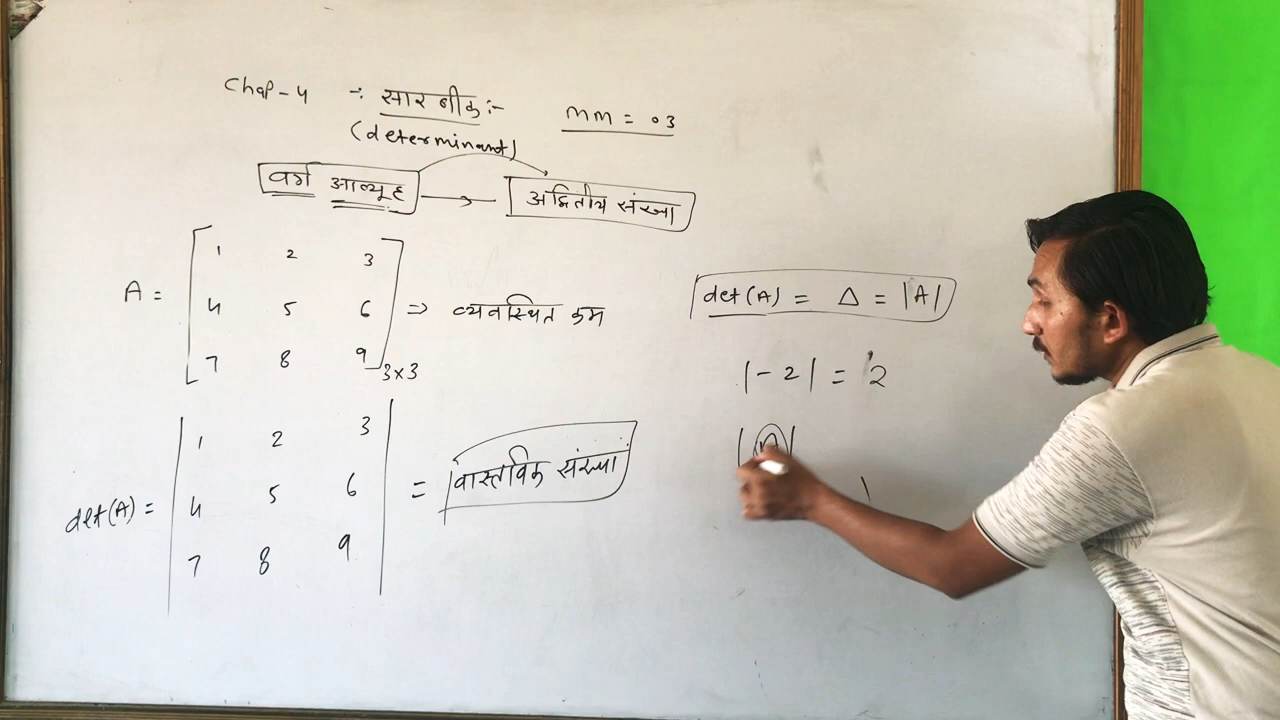 Chap-4 -: सारणीक :- MM = 03
(determinant)
वर्ग आव्यूह → अद्वितीय संख्या
A = [ 1 2 3
4 5 6 ⇒ व्यवस्थित क्रम
7 8 9 ] 3×3
det(A) = Δ = |A|
|-2| = 2
1 2 3
det(A) = 4 5 6 = वास्तविक संख्या
7 8 9